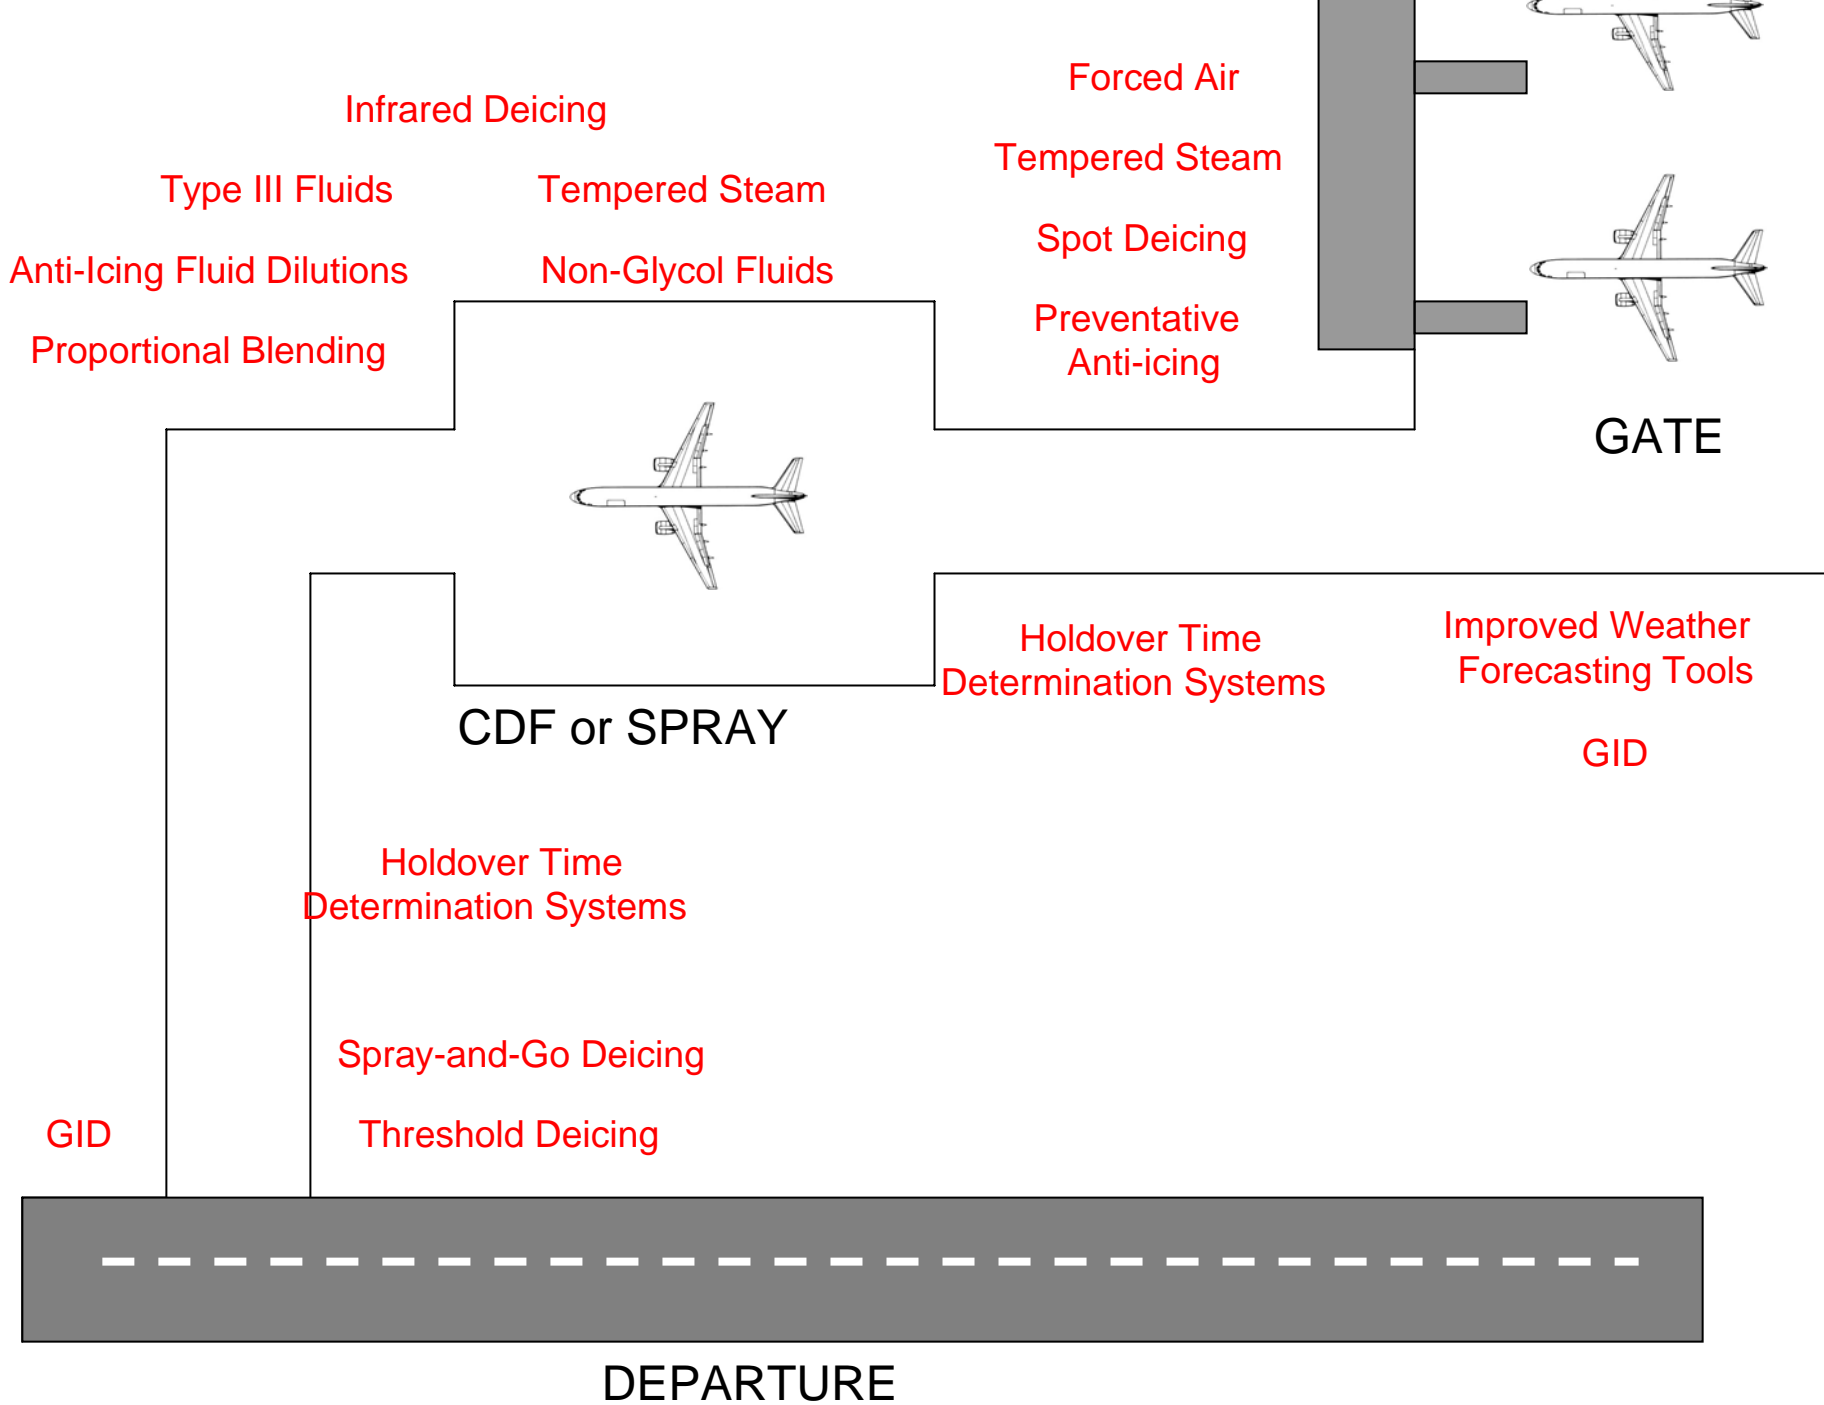 Forced Air
Infrared Deicing
Tempered Steam
Type III Fluids
Tempered Steam
Spot Deicing
Anti-Icing Fluid Dilutions
Non-Glycol Fluids
Preventative
Anti-icing
Proportional Blending
GATE
Holdover Time
Determination Systems
Improved Weather
Forecasting Tools
CDF or SPRAY
GID
Holdover Time
Determination Systems
Spray-and-Go Deicing
GID
Threshold Deicing
DEPARTURE